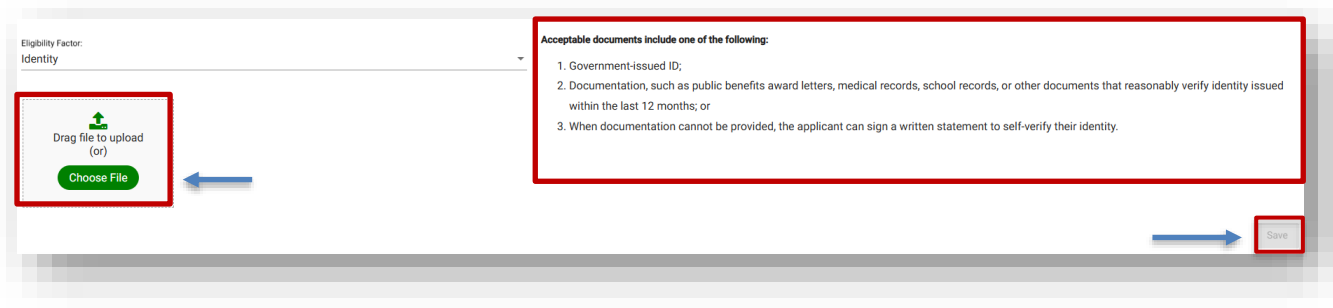 Eligibility Factor:
Identity
Drag file to upload
(or)
Choose File
Acceptable documents include one of the following:
1. Government-issued ID;
2. Documentation, such as public benefits award letters, medical records, school records, or other documents that reasonably verify identity issued
within the last 12 months; or
3. When documentation cannot be provided, the applicant can sign a written statement to self-verify their identity.
Save